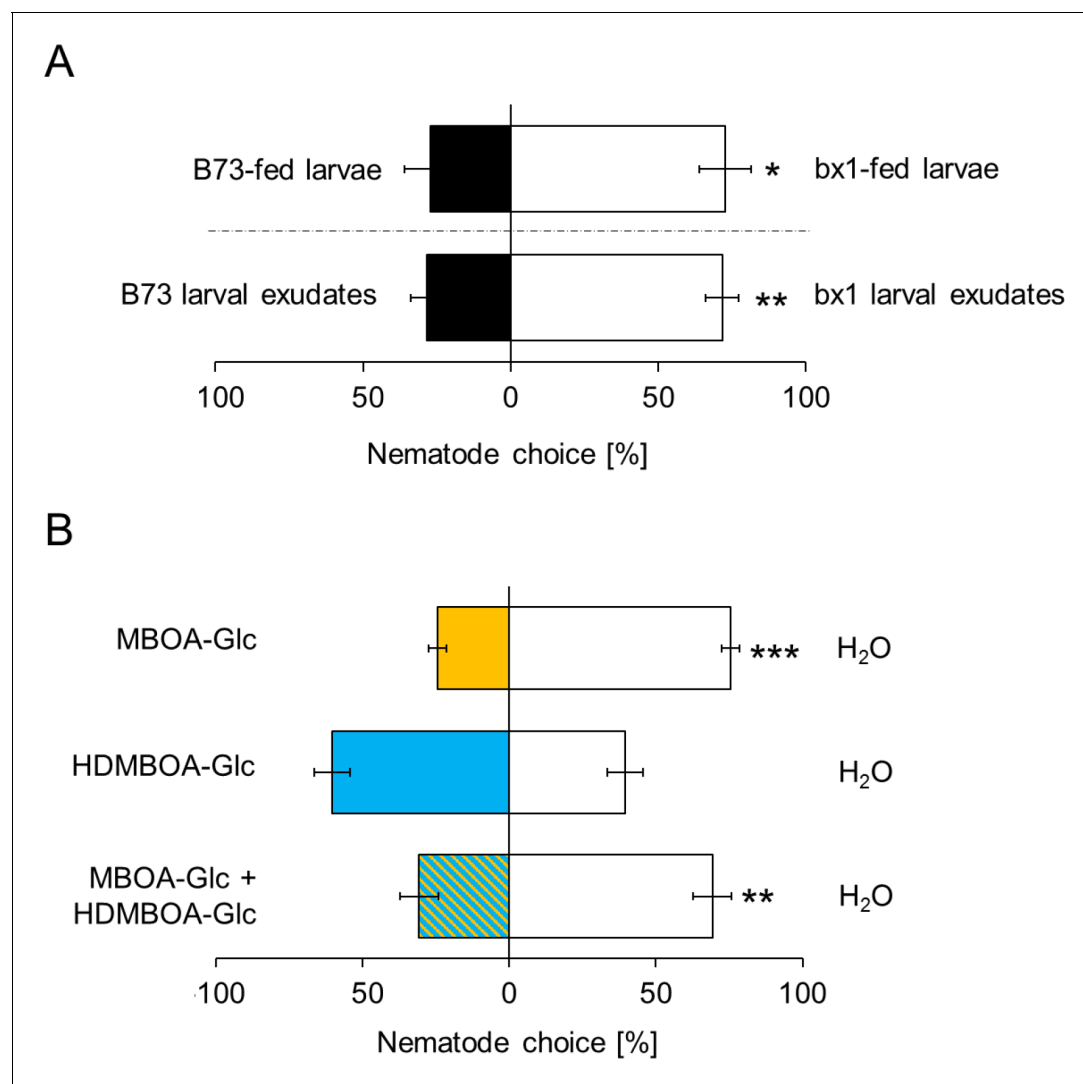 A
B73-fed larvae * bx1-fed larvae
B73 larval exudates ** bx1 larval exudates
100 50 0 50 100
Nematode choice [%]
B
MBOA-Glc *** H₂O
HDMBOA-Glc H₂O
MBOA-Glc +
HDMBOA-Glc ** H₂O
100 50 0 50 100
Nematode choice [%]